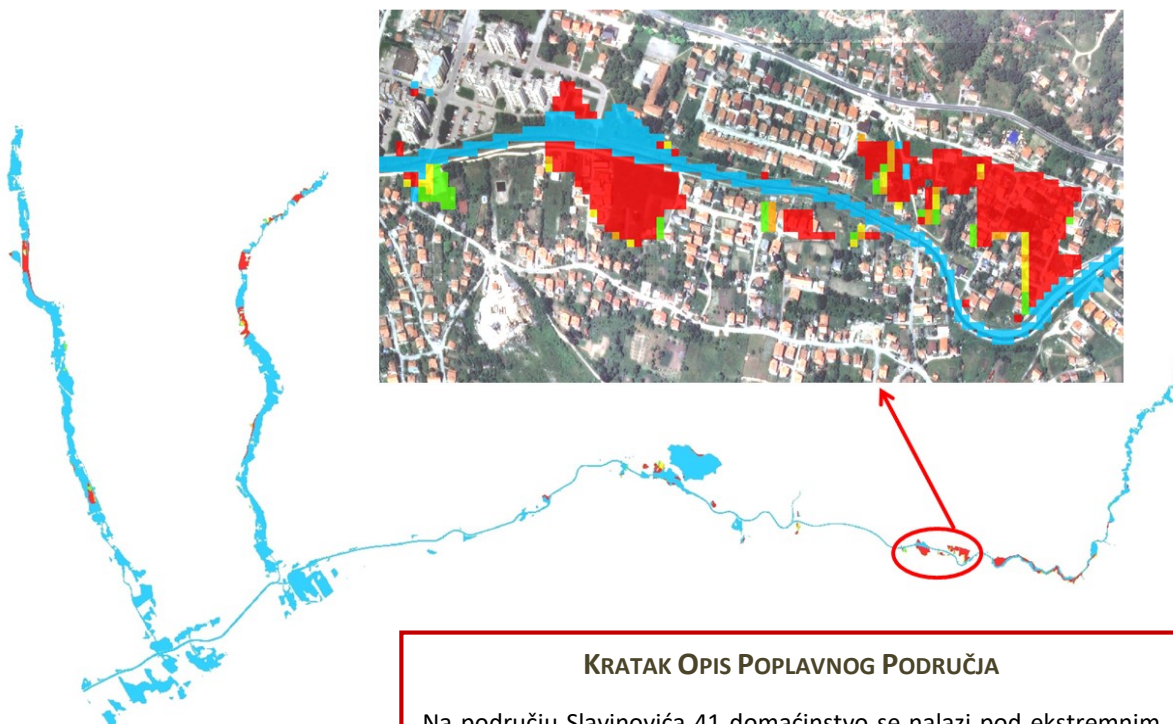 KRATAK OPIS POPLAVNOG PODRUČJA
Na području Slavinovića 41 domaćinstvo se nalazi pod ekstremnim